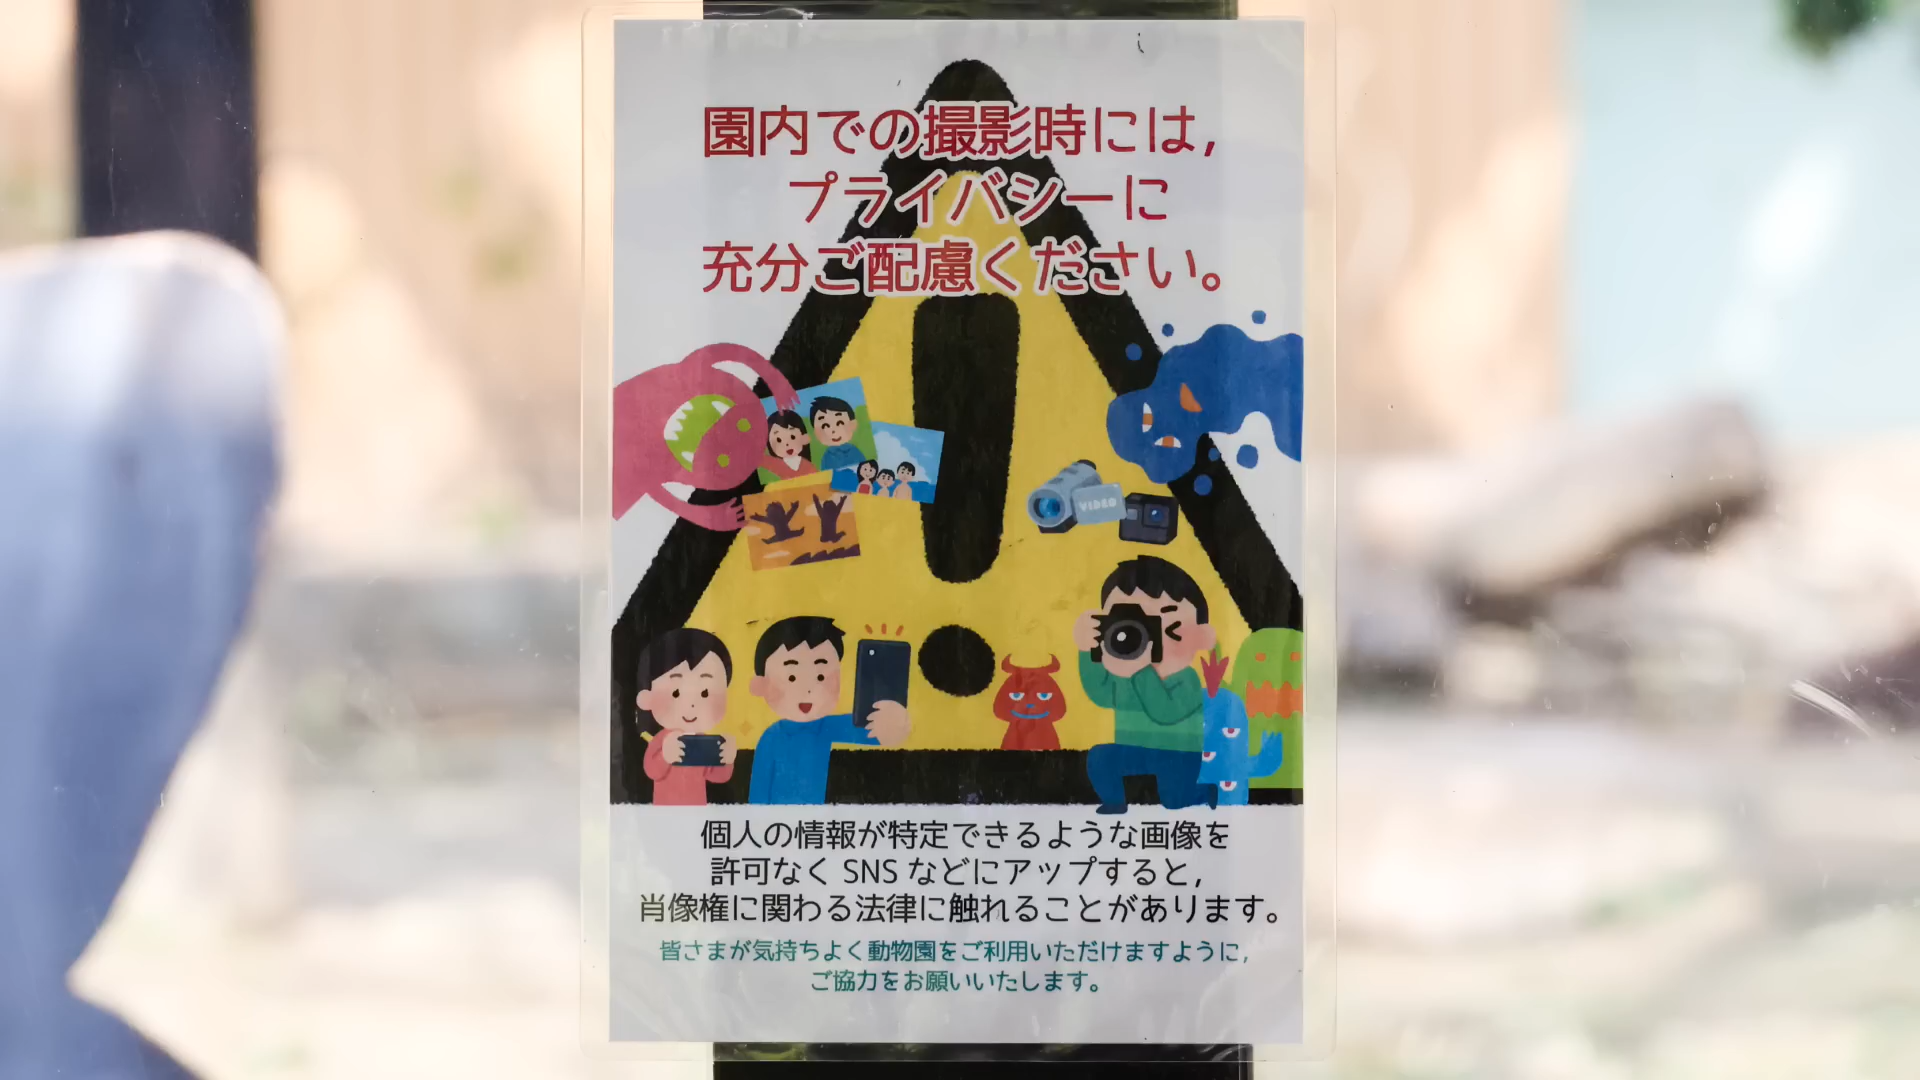 園内での撮影時には,
プライバシーに
充分ご配慮ください。
VIDEO
個人の情報が特定できるような画像を
許可なく SNS などにアップすると,
肖像権に関わる法律に触れることがあります。
皆さまが気持ちよく動物園をご利用いただけますように,
ご協力をお願いいたします。